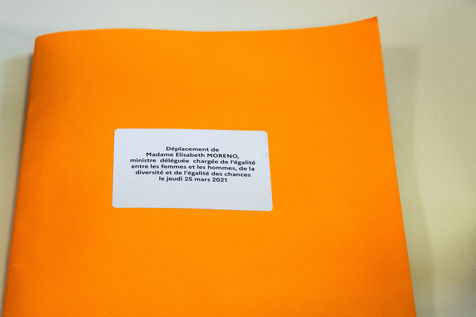 Déplacement de
Madame Elisabeth MORENO,
ministre déléguée chargée de l'égalité
entre les femmes et les hommes, de la
diversité et de l'égalité des chances
le jeudi 25 mars 2021